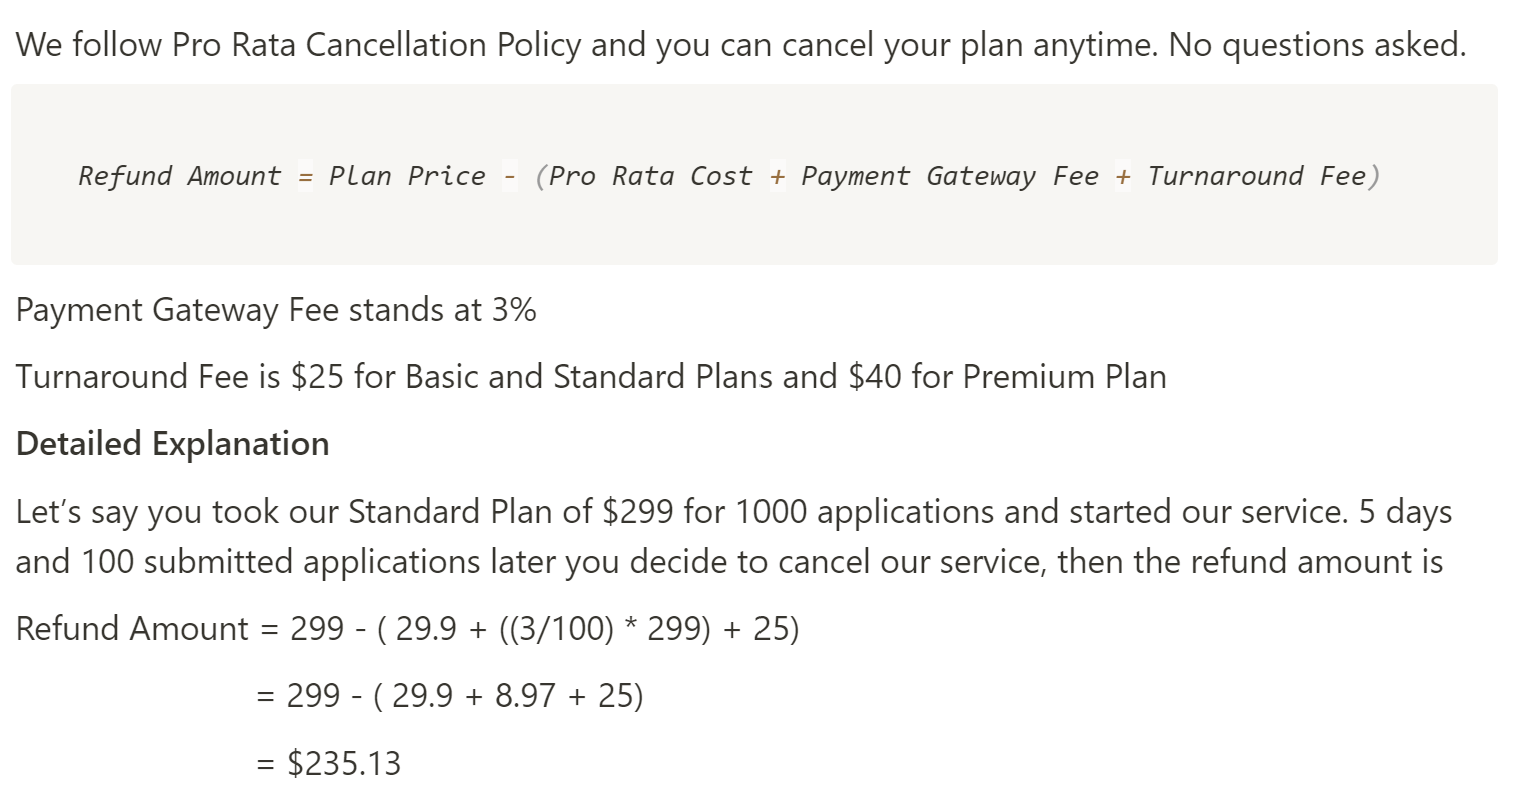 We follow Pro Rata Cancellation Policy and you can cancel your plan anytime. No questions asked.
Refund Amount = Plan Price - (Pro Rata Cost + Payment Gateway Fee + Turnaround Fee)
Payment Gateway Fee stands at 3%
Turnaround Fee is $25 for Basic and Standard Plans and $40 for Premium Plan
Detailed Explanation
Let’s say you took our Standard Plan of $299 for 1000 applications and started our service. 5 days
and 100 submitted applications later you decide to cancel our service, then the refund amount is
Refund Amount = 299 - ( 29.9 + ((3/100) * 299) + 25)
= 299 - ( 29.9 + 8.97 + 25)
= $235.13